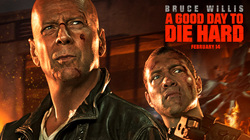 BRUCE WILLIS
A GOOD DAY TO
DIE HARD
FEBRUARY 14